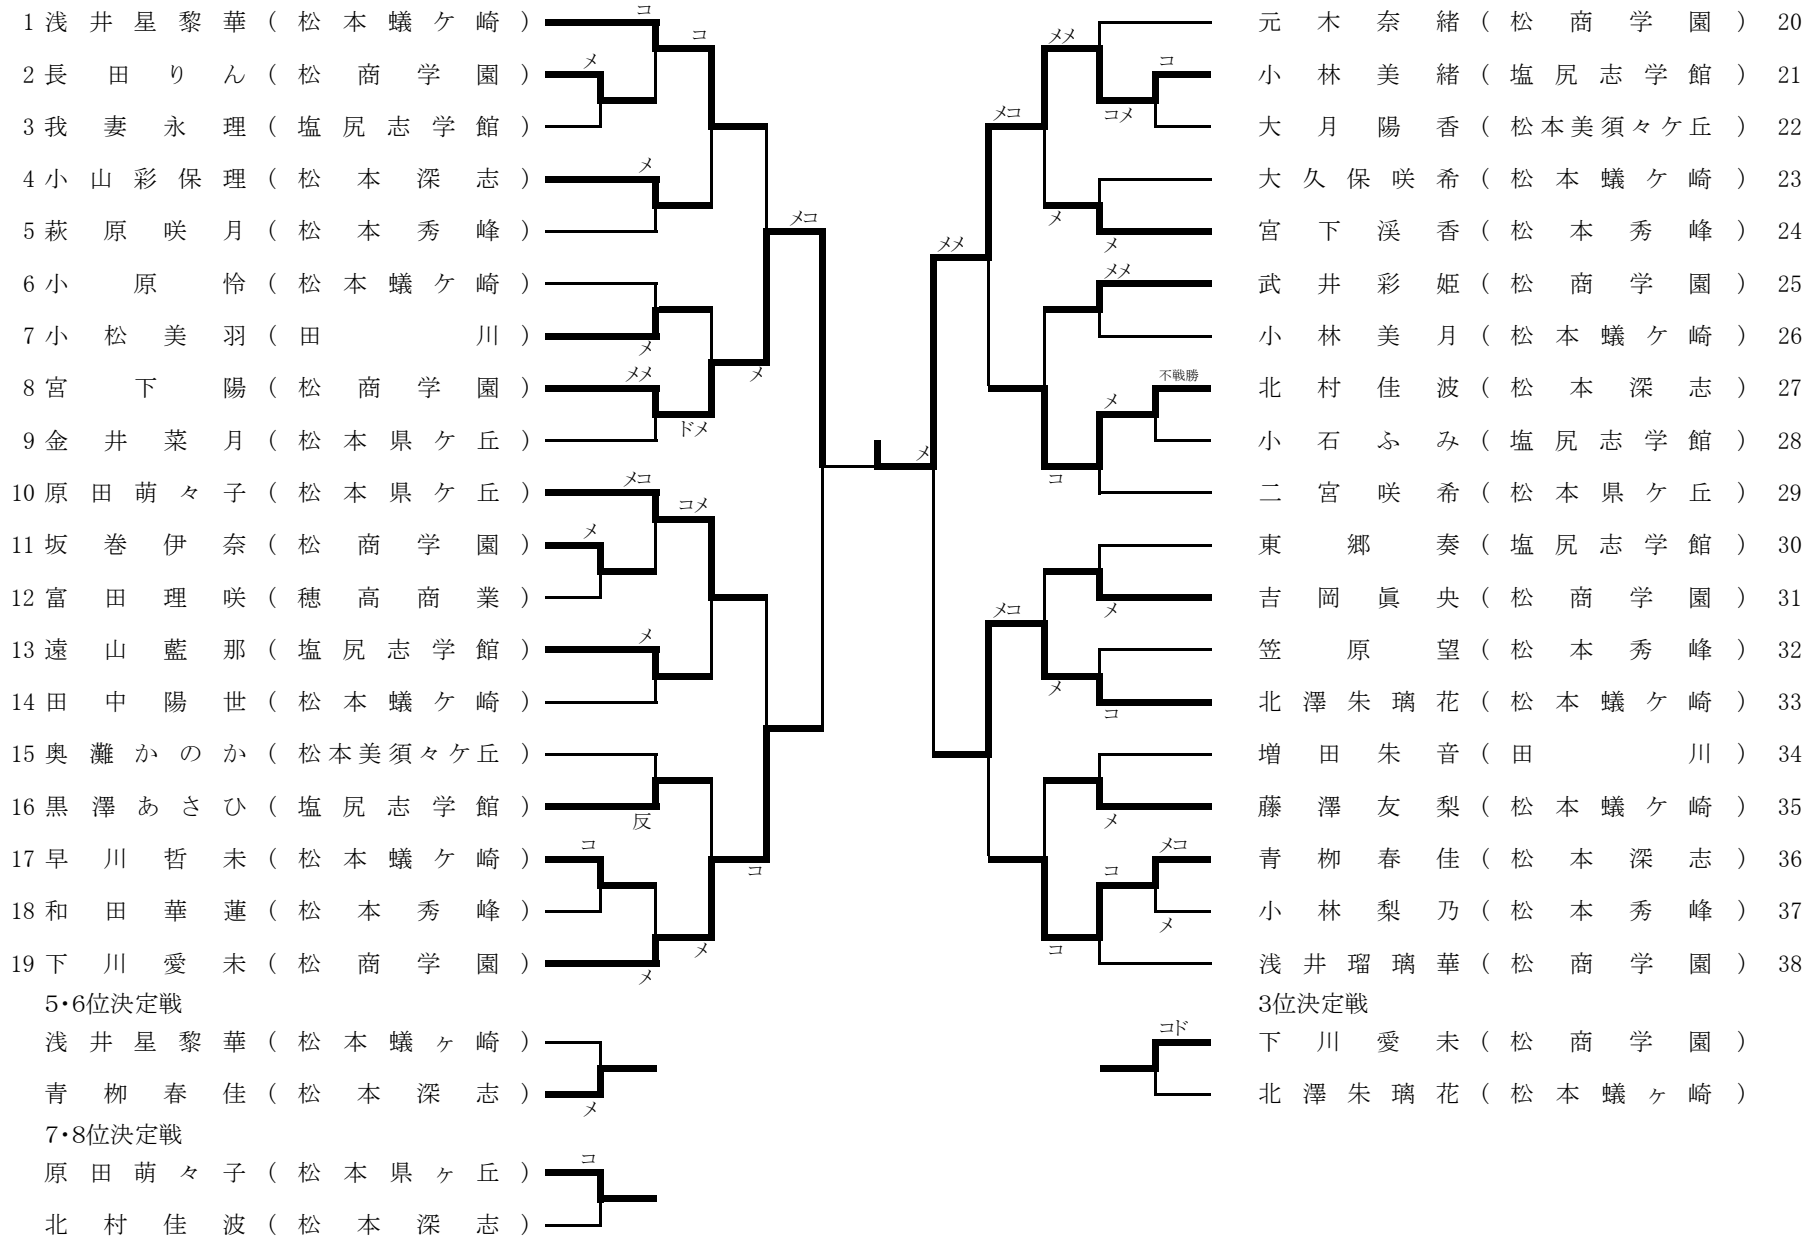 1 浅井星黎華 ( 松本蟻ケ崎 )
2 長田りん ( 松商学園 )
3 我妻永理 ( 塩尻志学館 )
4 小山彩保理 ( 松本深志 )
5 萩原咲月 ( 松本秀峰 )
6 小原怜 ( 松本蟻ケ崎 )
7 小松美羽 ( 田川 )
8 宮下陽 ( 松商学園 )
9 金井菜月 ( 松本県ケ丘 )
10 原田萌々子 ( 松本県ケ丘 )
11 坂巻伊奈 ( 松商学園 )
12 富田理咲 ( 穂高商業 )
13 遠山藍那 ( 塩尻志学館 )
14 田中陽世 ( 松本蟻ケ崎 )
15 奥灘かのか ( 松本美須々ケ丘 )
16 黒澤あさひ ( 塩尻志学館 )
17 早川哲未 ( 松本蟻ケ崎 )
18 和田華蓮 ( 松本秀峰 )
19 下川愛未 ( 松商学園 )
コ
メ
コ
メ
メコ
メ
メ
メメ
ドメ
メコ
コメ
メ
メ
反
コ
コ
メ
メ
メ
元木奈緒 ( 松商学園 ) 20
小林美緒 ( 塩尻志学館 ) 21
大月陽香 ( 松本美須々ケ丘 ) 22
大久保咲希 ( 松本蟻ケ崎 ) 23
宮下渓香 ( 松本秀峰 ) 24
武井彩姫 ( 松商学園 ) 25
小林美月 ( 松本蟻ケ崎 ) 26
北村佳波 ( 松本深志 ) 27
小石ふみ ( 塩尻志学館 ) 28
二宮咲希 ( 松本県ケ丘 ) 29
東郷奏 ( 塩尻志学館 ) 30
吉岡眞央 ( 松商学園 ) 31
笠原望 ( 松本秀峰 ) 32
北澤朱璃花 ( 松本蟻ケ崎 ) 33
増田朱音 ( 田川 ) 34
藤澤友梨 ( 松本蟻ケ崎 ) 35
青栁春佳 ( 松本深志 ) 36
小林梨乃 ( 松本秀峰 ) 37
浅井瑠璃華 ( 松商学園 ) 38
メメ
コ
メコ
コメ
メ
メ
メメ
メメ
不戦勝
メ
メ
コ
メコ
メ
メ
コ
メ
メコ
コ
メ
コ
5・6位決定戦
浅井星黎華 ( 松本蟻ヶ崎 )
青栁春佳 ( 松本深志 )
メ
7・8位決定戦
コ
原田萌々子 ( 松本県ヶ丘 )
北村佳波 ( 松本深志 )
3位決定戦
コド
下川愛未 ( 松商学園 )
北澤朱璃花 ( 松本蟻ヶ崎 )